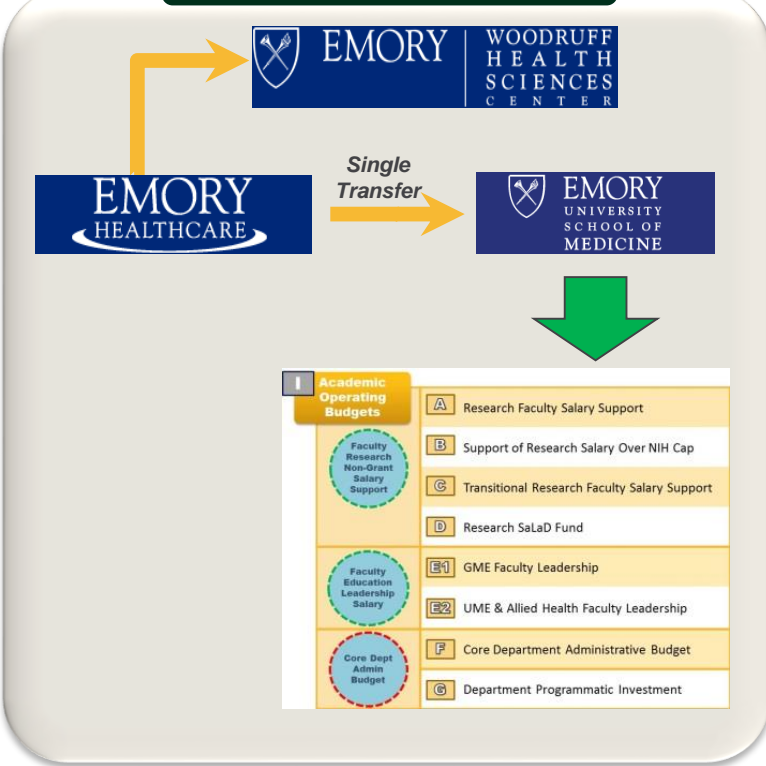 EMORY
WOODRUFF
HEALTH
SCIENCES
CENTER
Single
Transfer
EMORY
HEALTHCARE
EMORY
UNIVERSITY
SCHOOL OF
MEDICINE
I
Academic
Operating
Budgets
Faculty
Research
Non-Grant
Salary
Support
A Research Faculty Salary Support
B Support of Research Salary Over NIH Cap
C Transitional Research Faculty Salary Support
D Research SaLaD Fund
Faculty
Education
Leadership
Salary
E1 GME Faculty Leadership
E2 UME & Allied Health Faculty Leadership
Core Dept
Admin
Budget
F Core Department Administrative Budget
G Department Programmatic Investment